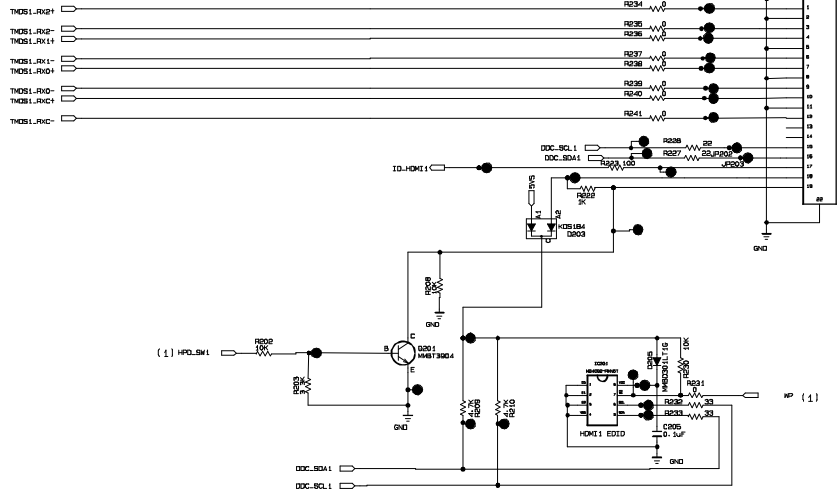 R234 0
TMDS1_RX2+
1
2
R235 0
TMDS1_RX2-
3
R236 0
TMDS1_RX1+
4
5
R237 0
TMDS1_RX1-
6
R238 0
TMDS1_RX0+
7
8
R239 0
TMDS1_RX0-
9
R240 0
TMDS1_RXC+
10
11
R241 0
TMDS1_RXC-
12
13
14
DDC_SCL1 R228 22
15
DDC_SDA1 R227 22 JP202
16
ID_HDMI1 R223 100 JP203
17
18
5V5
R222
1K
19
22
A1 A2
KDS184
D203
C
GND
R208
10K
GND
(1) HPD_SW1
R202
10K
B C E
Q201
MMBT3904
R203
3.3K
GND
4.7K
R209
4.7K
R210
IC201
HDMI1 EDID
D205
MMBD301LT1G
10K
R230
R231
0
WP (1)
R232 33
R233 33
C205
0.1uF
GND
DDC_SDA1
DDC_SCL1